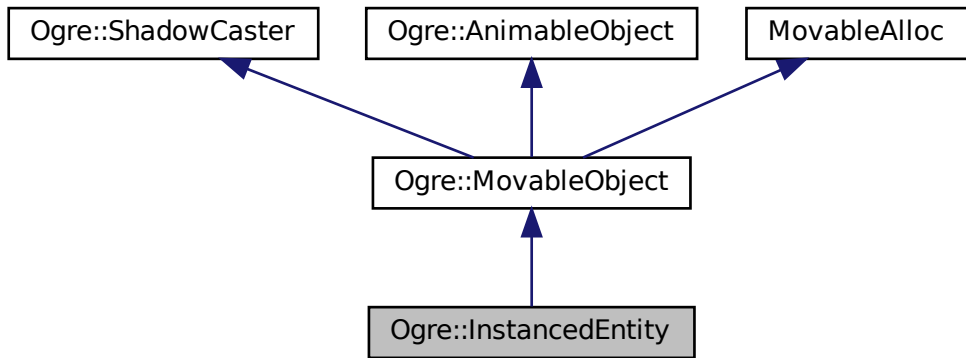 Ogre::ShadowCaster
Ogre::AnimableObject
MovableAlloc
Ogre::MovableObject
Ogre::InstancedEntity